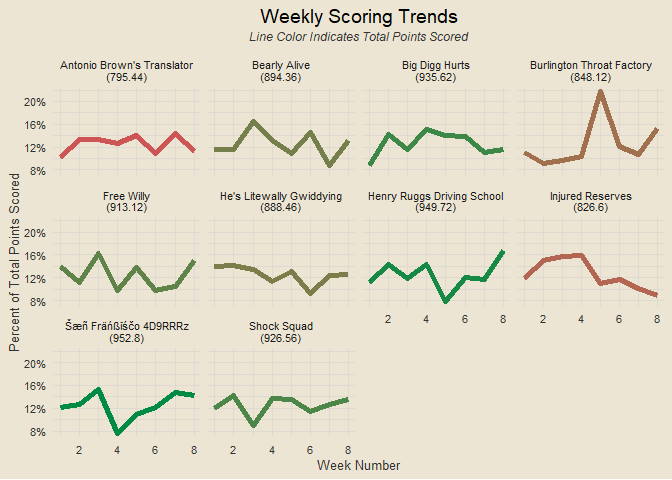 Weekly Scoring Trends
Line Color Indicates Total Points Scored
Antonio Brown's Translator
(795.44)
Bearly Alive
(894.36)
Big Digg Hurts
(935.62)
Burlington Throat Factory
(848.12)
20%
16%
12%
8%
Free Willy
(913.12)
He's Litewally Gwiddying
(888.46)
Henry Ruggs Driving School
(949.72)
Injured Reserves
(826.6)
20%
16%
12%
8%
2 4 6 8
2 4 6 8
Šæñ Fräńßïśčo 4D9RRRz
(952.8)
Shock Squad
(926.56)
20%
16%
12%
8%
2 4 6 8
2 4 6 8
Percent of Total Points Scored
Week Number